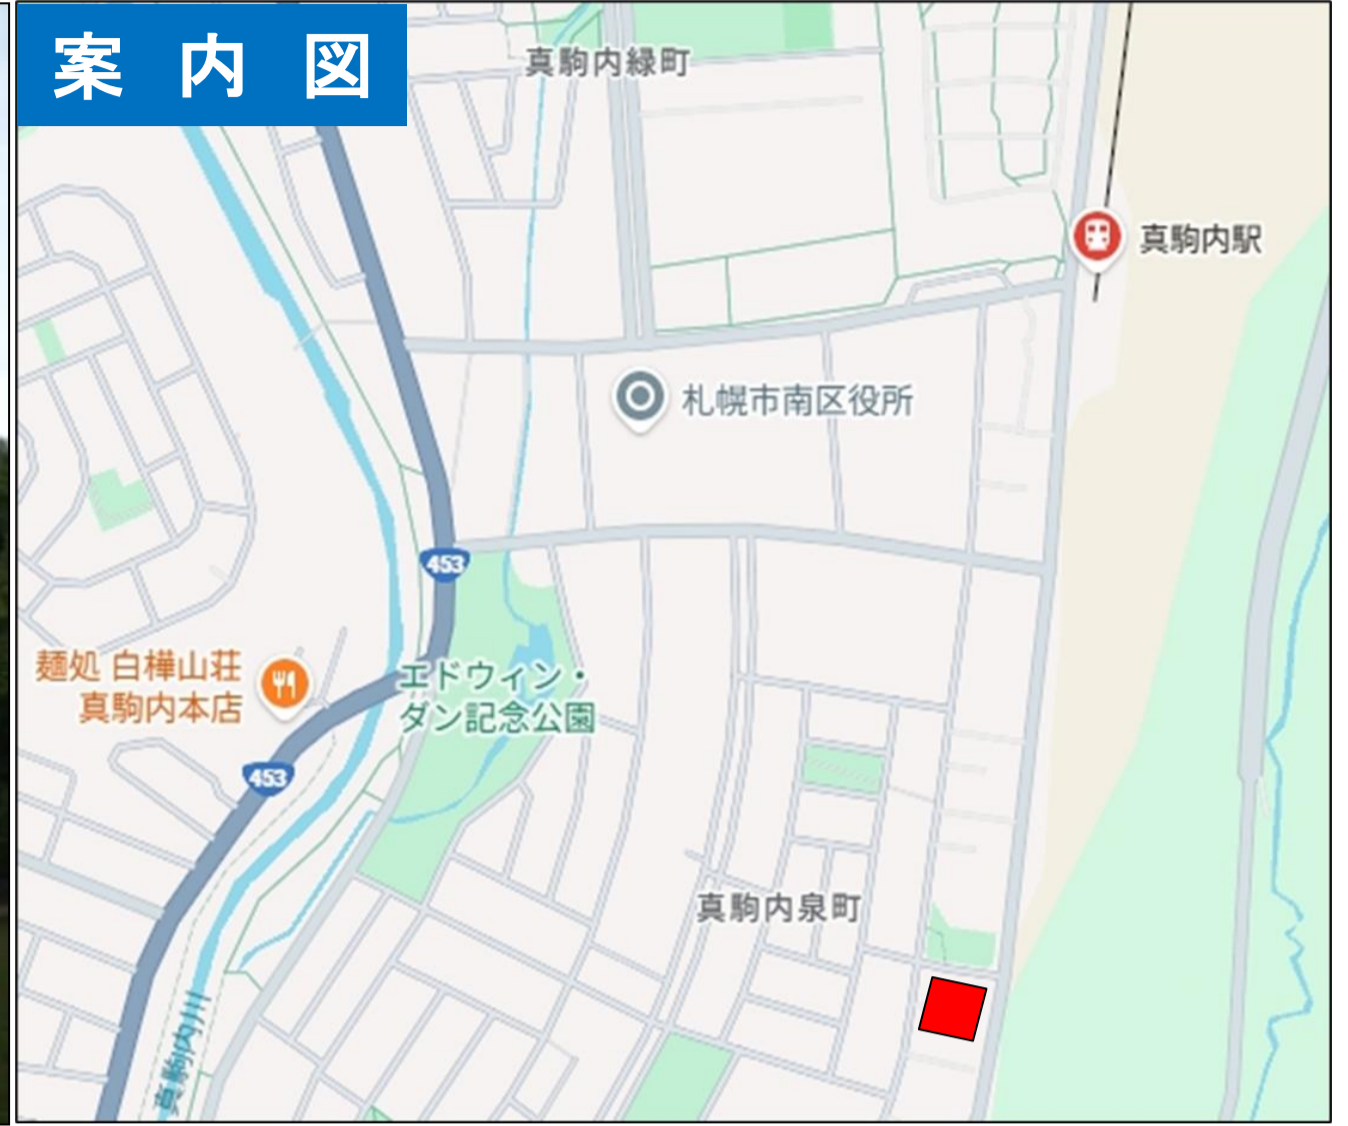 案内図
真駒内緑町
真駒内駅
札幌市南区役所
453
麺処 白樺山荘
真駒内本店
エドウィン・
ダン記念公園
453
真駒内泉町
真駒内川